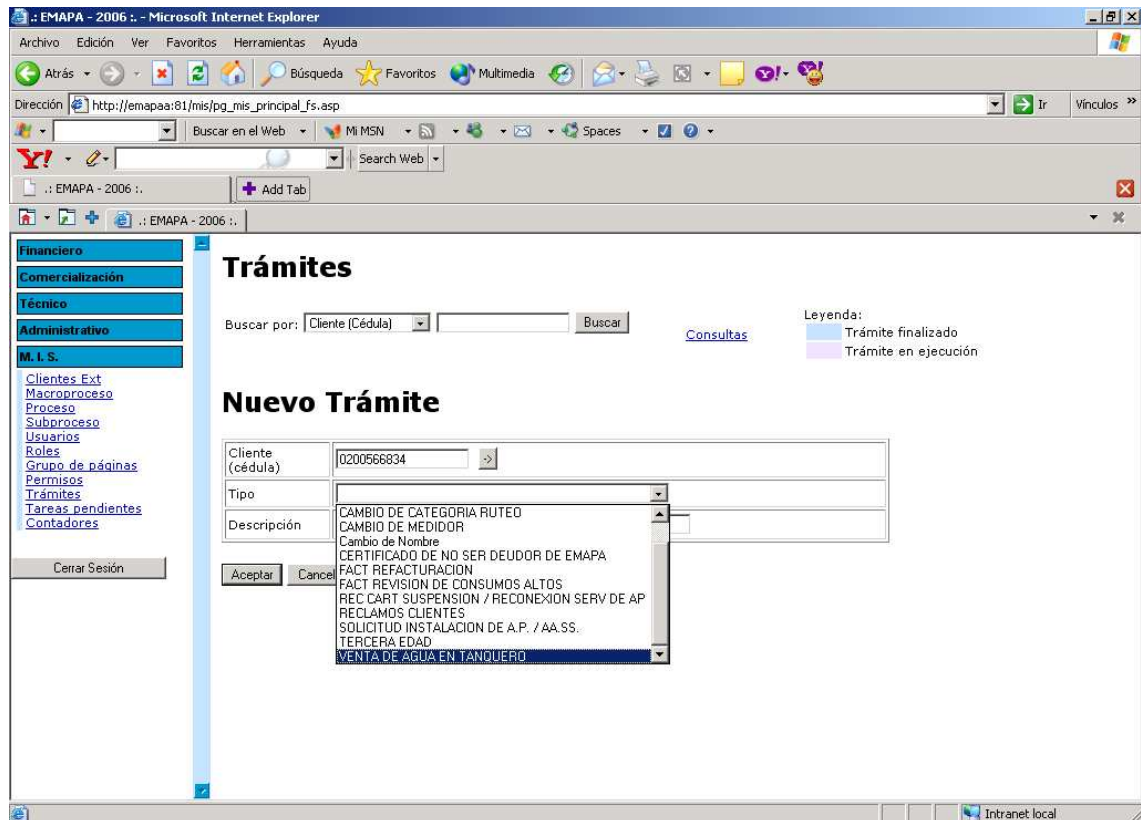 .: EMAPA - 2006 :. - Microsoft Internet Explorer
Archivo Edición Ver Favoritos Herramientas Ayuda
Atrás Búsqueda Favoritos Multimedia
Dirección http://emapaa:81/mis/pg_mis_principal_fs.asp Ir Vínculos »
Buscar en el Web Mi MSN Spaces
Y! Search Web
.: EMAPA - 2006 :. Add Tab
.: EMAPA - 2006 :.
Financiero
Comercialización
Técnico
Administrativo
M. I. S.
Clientes Ext
Macroproceso
Proceso
Subproceso
Usuarios
Roles
Grupo de páginas
Permisos
Trámites
Tareas pendientes
Contadores
Cerrar Sesión
Trámites
Buscar por: Cliente (Cédula) Buscar
Consultas
Leyenda:
Trámite finalizado
Trámite en ejecución
Nuevo Trámite
Cliente
(cédula) 0200566834 ->
Tipo
Descripción
CAMBIO DE CATEGORIA RUTEO
CAMBIO DE MEDIDOR
Cambio de Nombre
CERTIFICADO DE NO SER DEUDOR DE EMAPA
FACT REFACTURACION
FACT REVISION DE CONSUMOS ALTOS
REC CART SUSPENSION / RECONEXION SERV DE AP
RECLAMOS CLIENTES
SOLICITUD INSTALACION DE A.P. / AA.SS.
TERCERA EDAD
VENTA DE AGUA EN TANQUERO
Aceptar Cancel
Intranet local